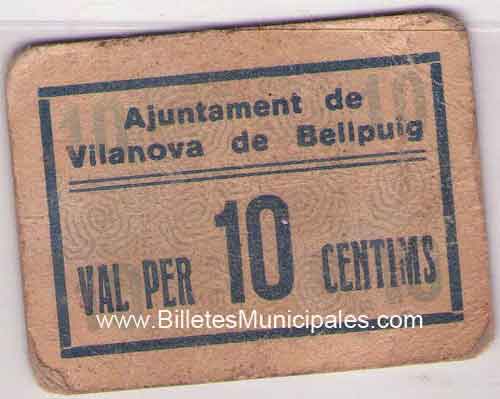 Ajuntament de
Vilanova de Bellpuig
VAL PER 10 CENTIMS
www.BilletesMunicipales.com